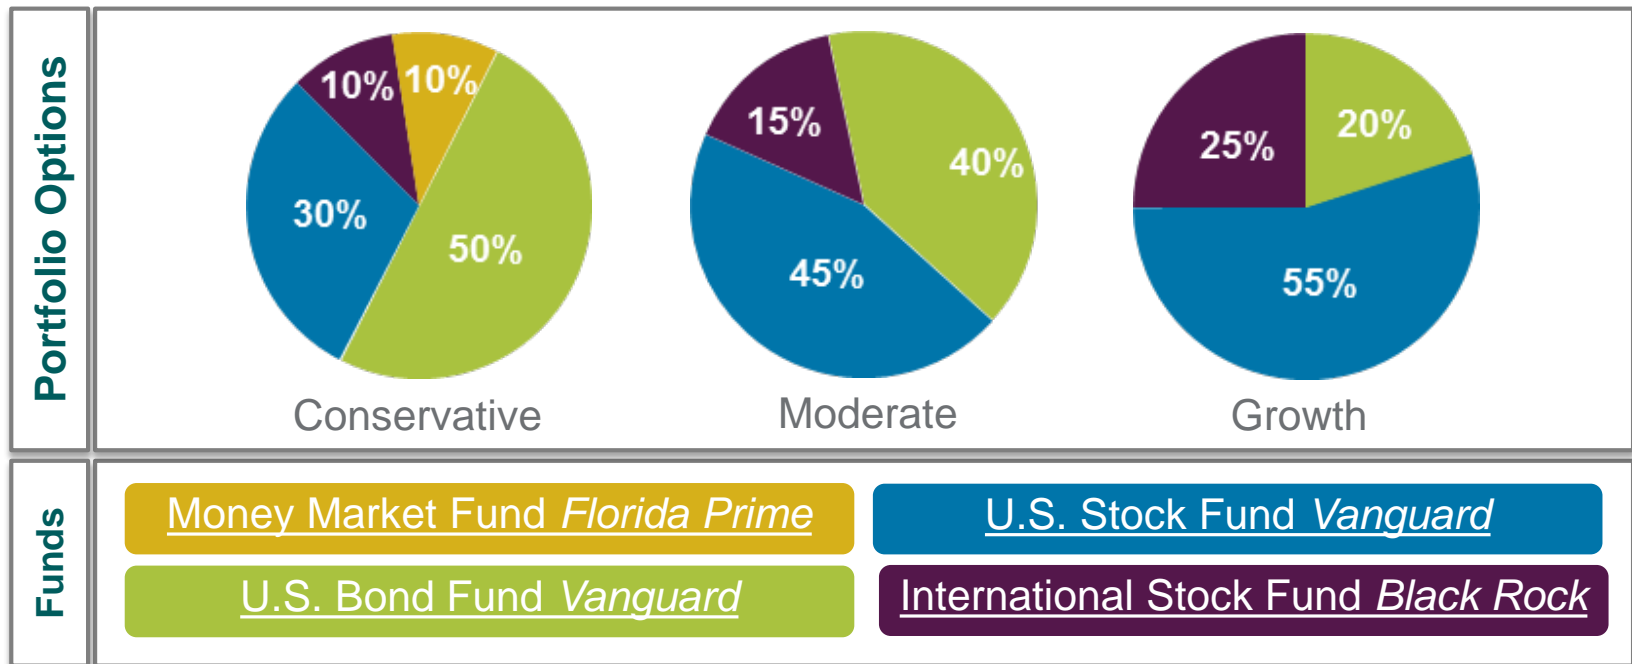 Portfolio Options
10% 10%
30%
50%
Conservative
15%
40%
45%
Moderate
25%
20%
55%
Growth
Funds
Money Market Fund Florida Prime
U.S. Stock Fund Vanguard
U.S. Bond Fund Vanguard
International Stock Fund Black Rock